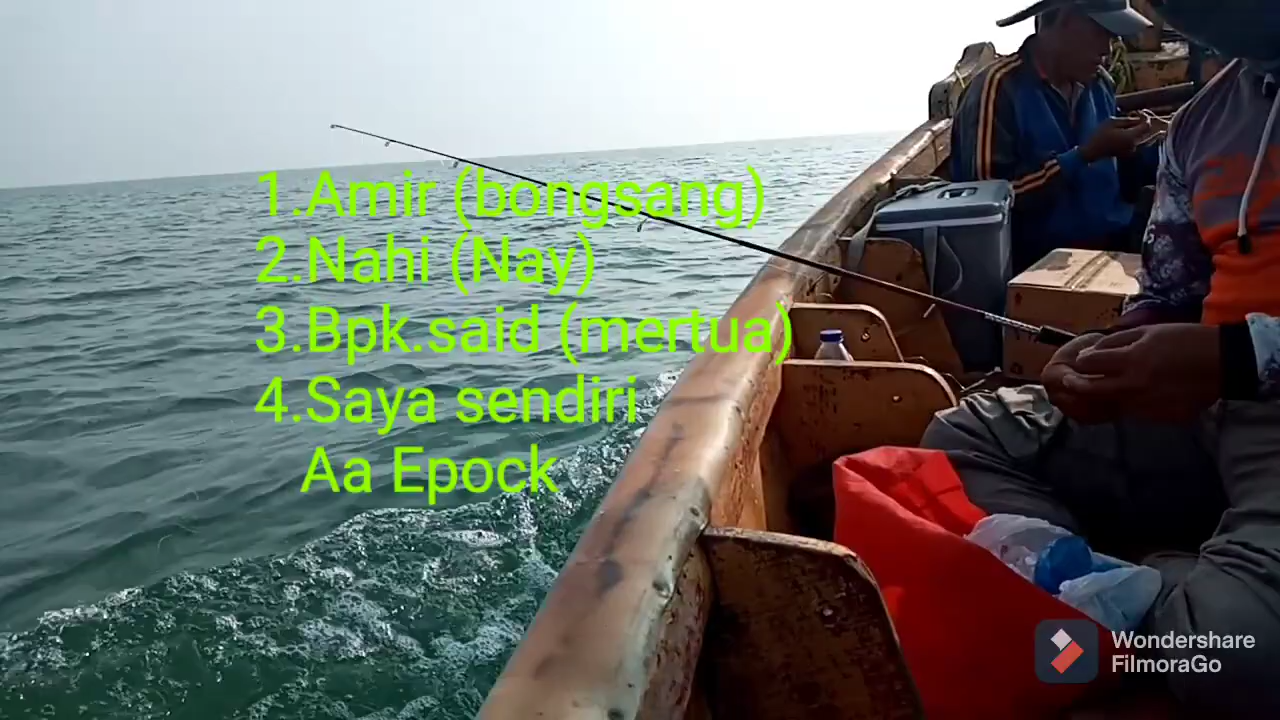 1.Amir (bongsang)
2.Nahi (Nay)
3.Bpk.said (mertua)
4.Saya sendiri
Aa Epock
Wondershare
FilmoraGo